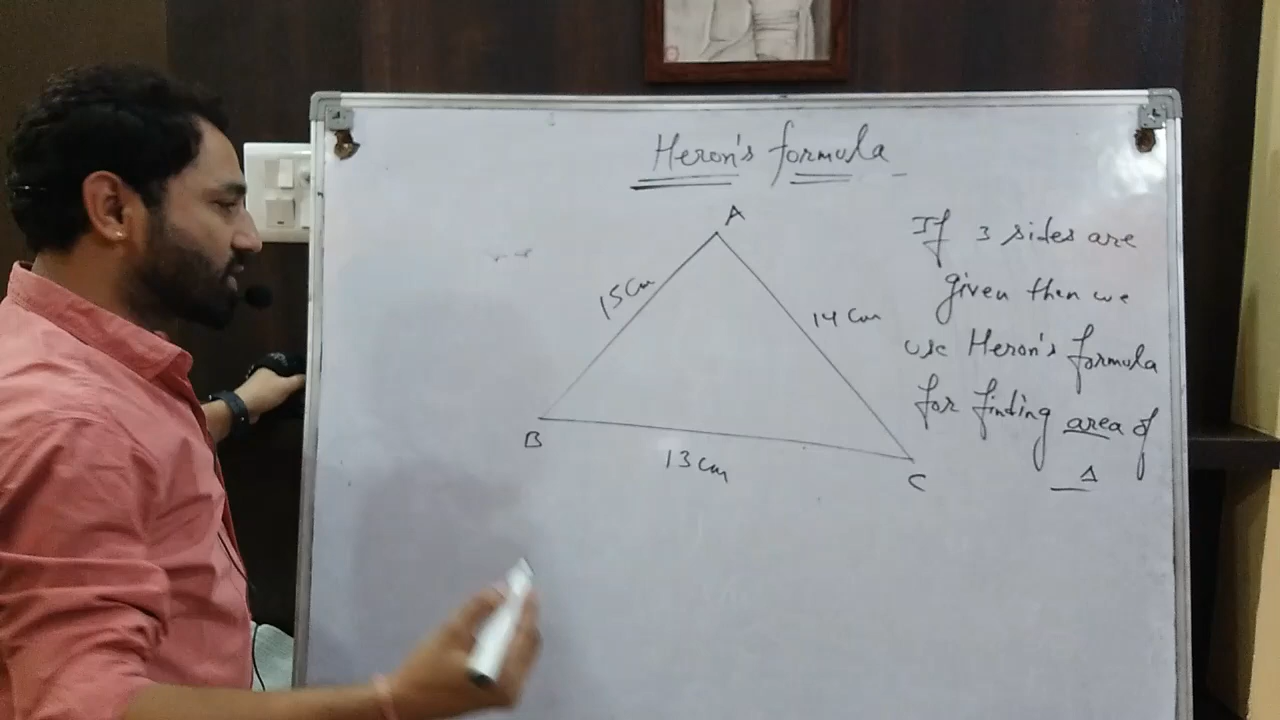 Heron's formula
A
15 cm
14 cm
B
13 cm
C
If 3 sides are
given then we
use Heron's formula
for finding area of
Δ